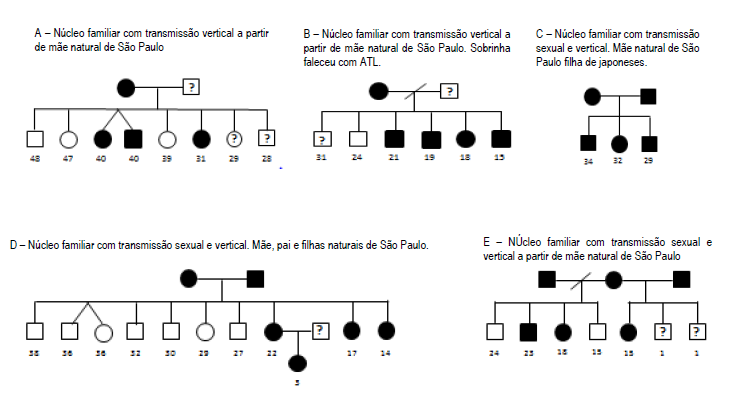 A – Núcleo familiar com transmissão vertical a partir
de mãe natural de São Paulo
B – Núcleo familiar com transmissão vertical a
partir de mãe natural de São Paulo. Sobrinha
faleceu com ATL.
C – Núcleo familiar com transmissão
sexual e vertical. Mãe natural de São
Paulo filha de japoneses.
?
?
? ?
48 47 40 40 39 31 29 28
?
31 24 21 19 18 15
34 32 29
D – Núcleo familiar com transmissão sexual e vertical. Mãe, pai e filhas naturais de São Paulo.
E – NÚcleo familiar com transmissão sexual e
vertical a partir de mãe natural de São Paulo
?
? ?
38 36 36 32 30 29 27 22 17 14
24 23 18 15 15 1 1
3